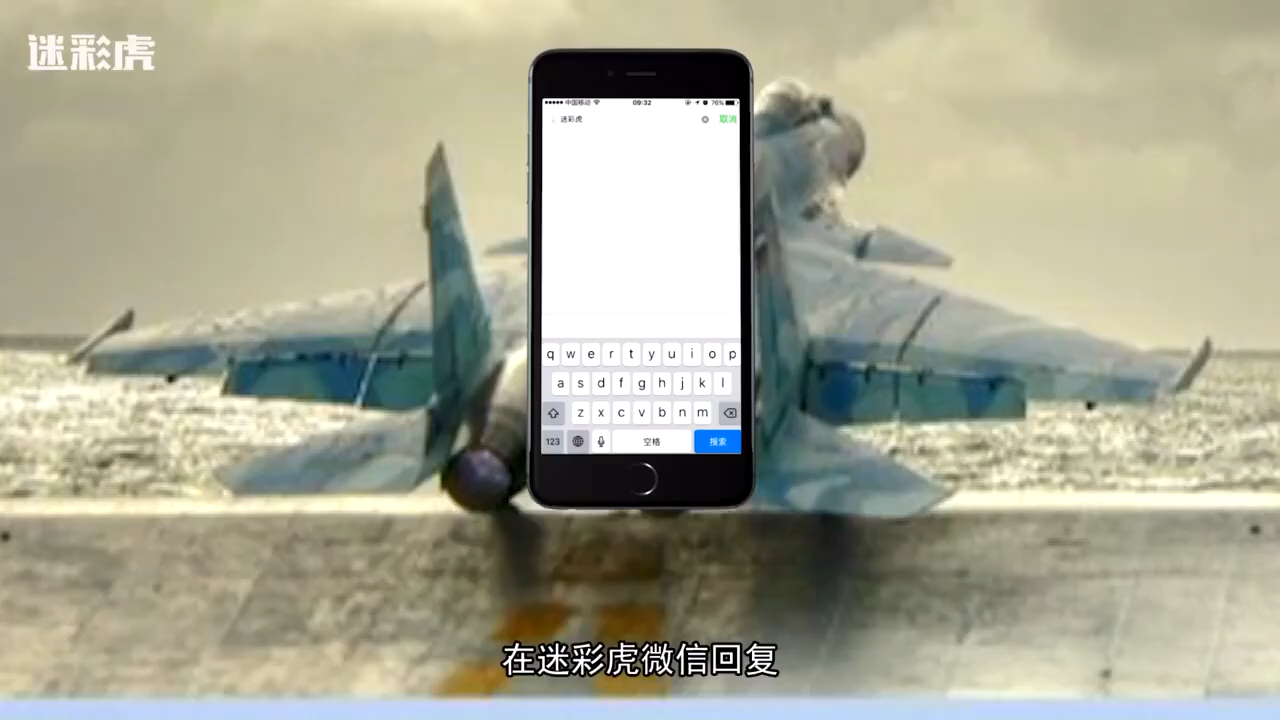 迷彩虎
中国移动 09:32 76%
迷彩虎 取消
q w e r t y u i o p
a s d f g h j k l
z x c v b n m
123 空格 搜索
在迷彩虎微信回复